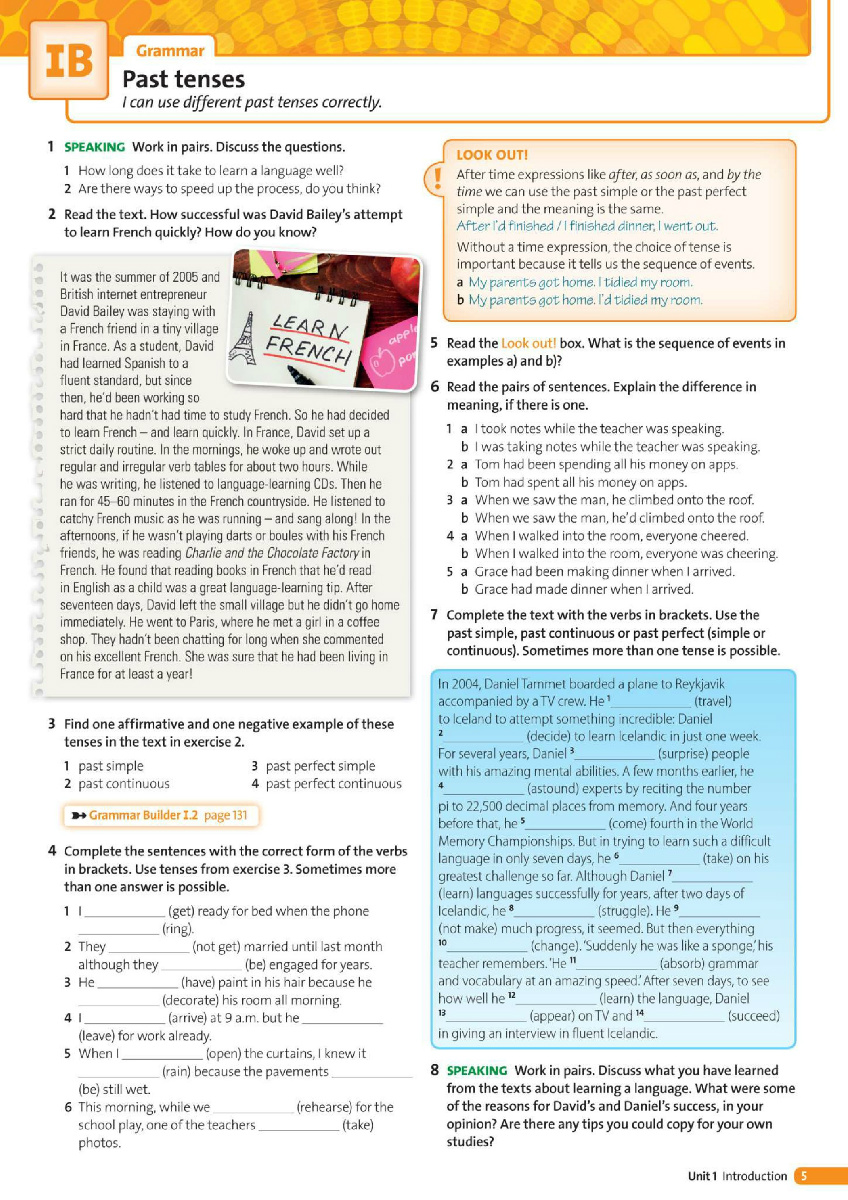 IB
Grammar
Past tenses
I can use different past tenses correctly.
1 SPEAKING Work in pairs. Discuss the questions.
1 How long does it take to learn a language well?
2 Are there ways to speed up the process, do you think?
2 Read the text. How successful was David Bailey's attempt
to learn French quickly? How do you know?
It was the summer of 2005 and
British internet entrepreneur
David Bailey was staying with
a French friend in a tiny village
in France. As a student, David
had learned Spanish to a
fluent standard, but since
then, he'd been working so
hard that he hadn't had time to study French. So he had decided
to learn French – and learn quickly. In France, David set up a
strict daily routine. In the mornings, he woke up and wrote out
regular and irregular verb tables for about two hours. While
he was writing, he listened to language-learning CDs. Then he
ran for 45–60 minutes in the French countryside. He listened to
catchy French music as he was running – and sang along! In the
afternoons, if he wasn't playing darts or boules with his French
friends, he was reading Charlie and the Chocolate Factory in
French. He found that reading books in French that he'd read
in English as a child was a great language-learning tip. After
seventeen days, David left the small village but he didn't go home
immediately. He went to Paris, where he met a girl in a coffee
shop. They hadn't been chatting for long when she commented
on his excellent French. She was sure that he had been living in
France for at least a year!
LEARN
FRENCH
apple
3 Find one affirmative and one negative example of these
tenses in the text in exercise 2.
1 past simple 3 past perfect simple
2 past continuous 4 past perfect continuous
Grammar Builder I.2 page 131
4 Complete the sentences with the correct form of the verbs
in brackets. Use tenses from exercise 3. Sometimes more
than one answer is possible.
1 I ____________ (get) ready for bed when the phone
____________ (ring).
2 They ____________ (not get) married until last month
although they ____________ (be) engaged for years.
3 He ____________ (have) paint in his hair because he
____________ (decorate) his room all morning.
4 I ____________ (arrive) at 9 a.m. but he ____________
(leave) for work already.
5 When I ____________ (open) the curtains, I knew it
____________ (rain) because the pavements ____________
(be) still wet.
6 This morning, while we ____________ (rehearse) for the
school play, one of the teachers ____________ (take)
photos.
!
LOOK OUT!
After time expressions like after, as soon as, and by the
time we can use the past simple or the past perfect
simple and the meaning is the same.
After I'd finished / I finished dinner, I went out.
Without a time expression, the choice of tense is
important because it tells us the sequence of events.
a My parents got home. I tidied my room.
b My parents got home. I'd tidied my room.
5 Read the Look out! box. What is the sequence of events in
examples a) and b)?
6 Read the pairs of sentences. Explain the difference in
meaning, if there is one.
1 a I took notes while the teacher was speaking.
b I was taking notes while the teacher was speaking.
2 a Tom had been spending all his money on apps.
b Tom had spent all his money on apps.
3 a When we saw the man, he climbed onto the roof.
b When we saw the man, he'd climbed onto the roof.
4 a When I walked into the room, everyone cheered.
b When I walked into the room, everyone was cheering.
5 a Grace had been making dinner when I arrived.
b Grace had made dinner when I arrived.
7 Complete the text with the verbs in brackets. Use the
past simple, past continuous or past perfect (simple or
continuous). Sometimes more than one tense is possible.
In 2004, Daniel Tammet boarded a plane to Reykjavik
accompanied by a TV crew. He 1____________ (travel)
to Iceland to attempt something incredible: Daniel
2____________ (decide) to learn Icelandic in just one week.
For several years, Daniel 3____________ (surprise) people
with his amazing mental abilities. A few months earlier, he
4____________ (astound) experts by reciting the number
pi to 22,500 decimal places from memory. And four years
before that, he 5____________ (come) fourth in the World
Memory Championships. But in trying to learn such a difficult
language in only seven days, he 6____________ (take) on his
greatest challenge so far. Although Daniel 7____________
(learn) languages successfully for years, after two days of
Icelandic, he 8____________ (struggle). He 9____________
(not make) much progress, it seemed. But then everything
10____________ (change). 'Suddenly he was like a sponge,' his
teacher remembers. 'He 11____________ (absorb) grammar
and vocabulary at an amazing speed.' After seven days, to see
how well he 12____________ (learn) the language, Daniel
13____________ (appear) on TV and 14____________ (succeed)
in giving an interview in fluent Icelandic.
8 SPEAKING Work in pairs. Discuss what you have learned
from the texts about learning a language. What were some
of the reasons for David's and Daniel's success, in your
opinion? Are there any tips you could copy for your own
studies?
Unit 1 Introduction 5